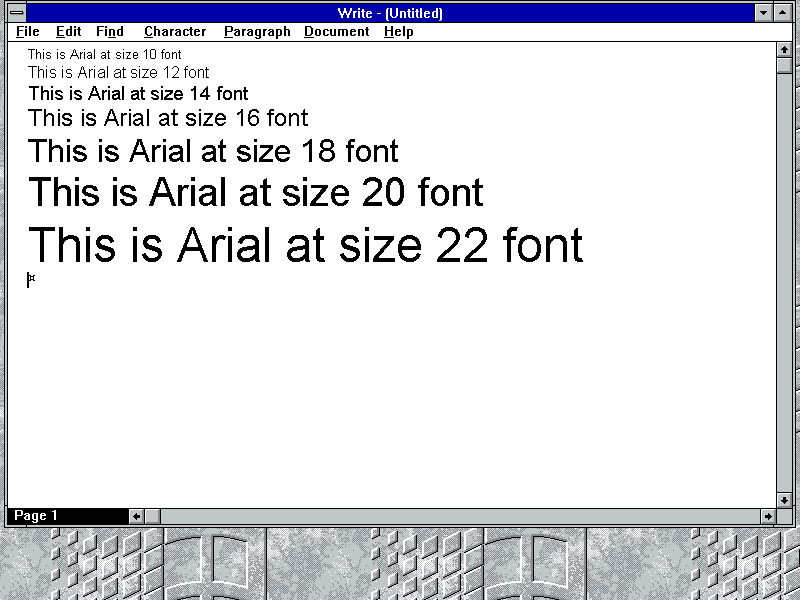 Write - (Untitled)
File Edit Find Character Paragraph Document Help
This is Arial at size 10 font
This is Arial at size 12 font
This is Arial at size 14 font
This is Arial at size 16 font
This is Arial at size 18 font
This is Arial at size 20 font
This is Arial at size 22 font
¤
Page 1